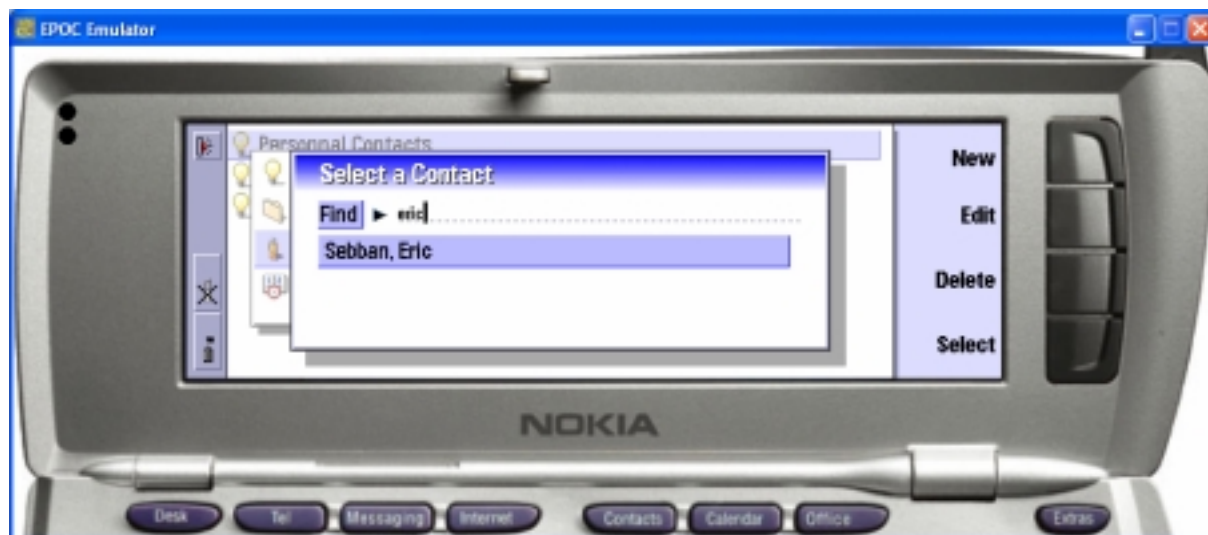 EPOC Emulator
Personnal Contacts
Select a Contact
Find eric
Sebban, Eric
New
Edit
Delete
Select
NOKIA
Desk
Tel
Messaging
Internet
Contacts
Calendar
Office
Extras